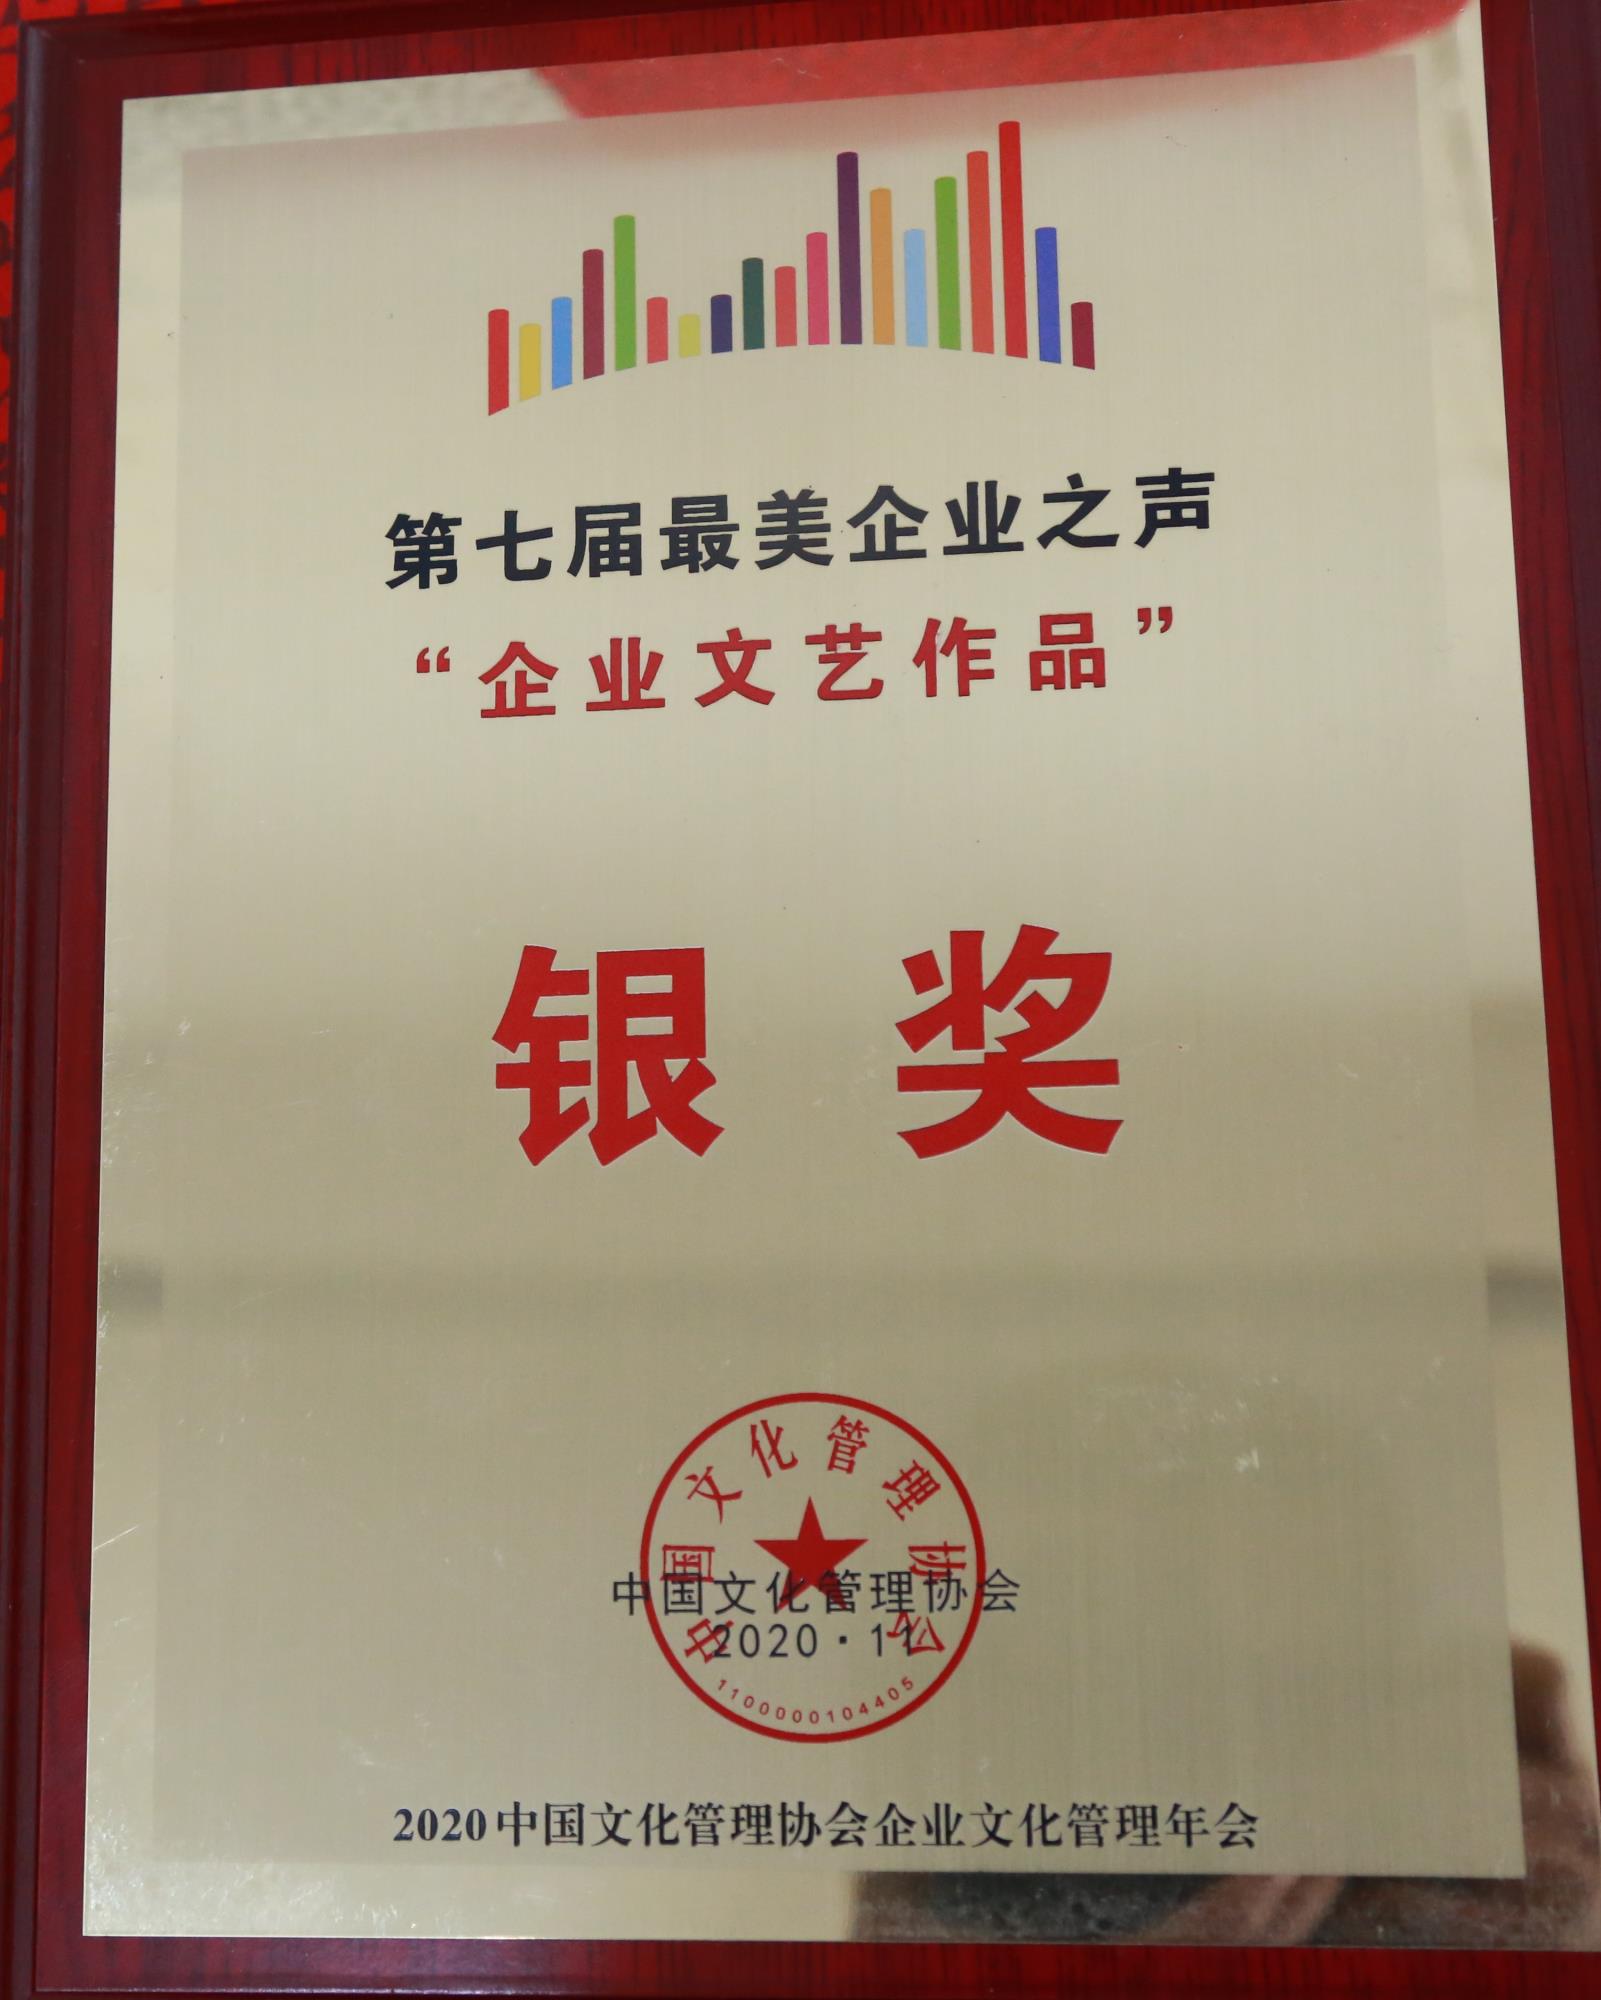 第七届最美企业之声
“企业文艺作品”
银奖
中国文化管理协会
中国文化管理协会
2020·11
1100000104405
2020中国文化管理协会企业文化管理年会